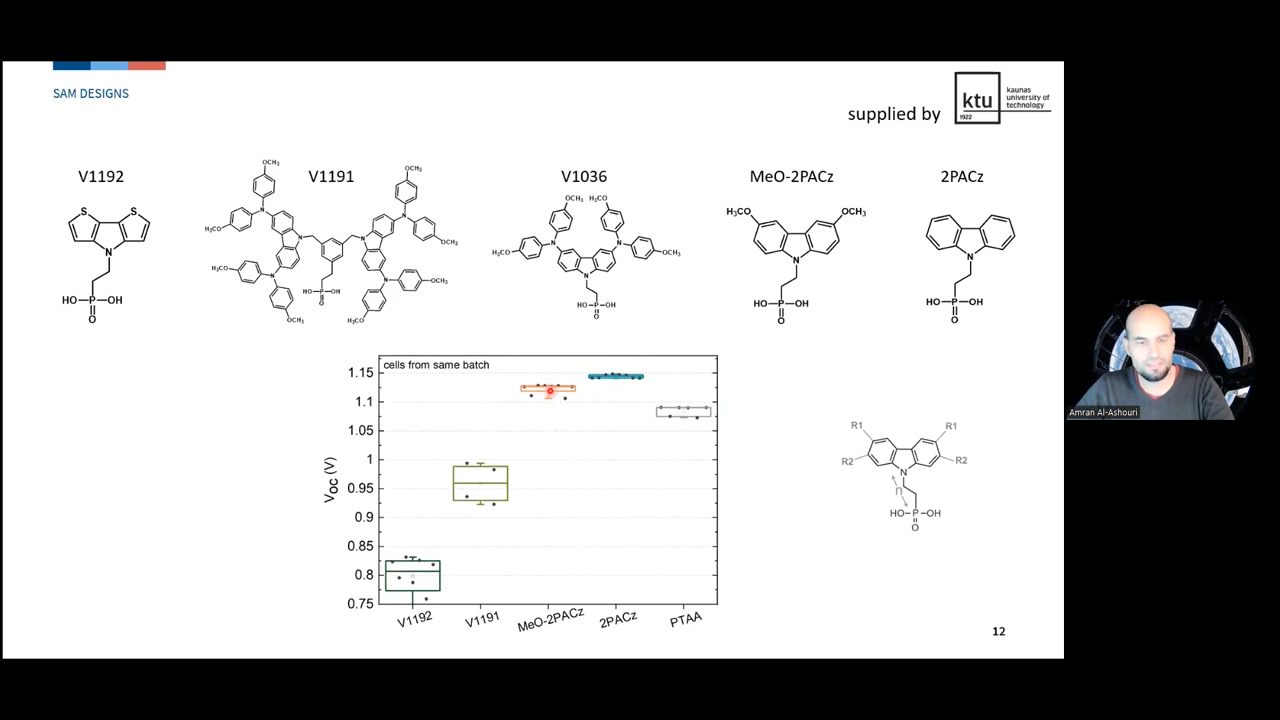 SAM DESIGNS
supplied by
ktu
1922
kaunas
university of
technology
V1192
V1191
V1036
MeO-2PACz
2PACz
S
S
N
HO
P
OH
O
OCH3
OCH3
H3CO
OCH3
N
N
N
N
H3CO
N
N
OCH3
HO
P
OH
O
OCH3
H3CO
OCH3
H3CO
N
N
H3CO
OCH3
N
HO
P
OH
O
H3CO
OCH3
N
HO
P
OH
O
N
HO
P
OH
O
cells from same batch
1.15
1.1
1.05
1
0.95
0.9
0.85
0.8
0.75
VOC (V)
V1192
V1191
MeO-2PACz
2PACz
PTAA
R1
R1
R2
R2
N
n
HO
P
OH
O
12
Amran Al-Ashouri